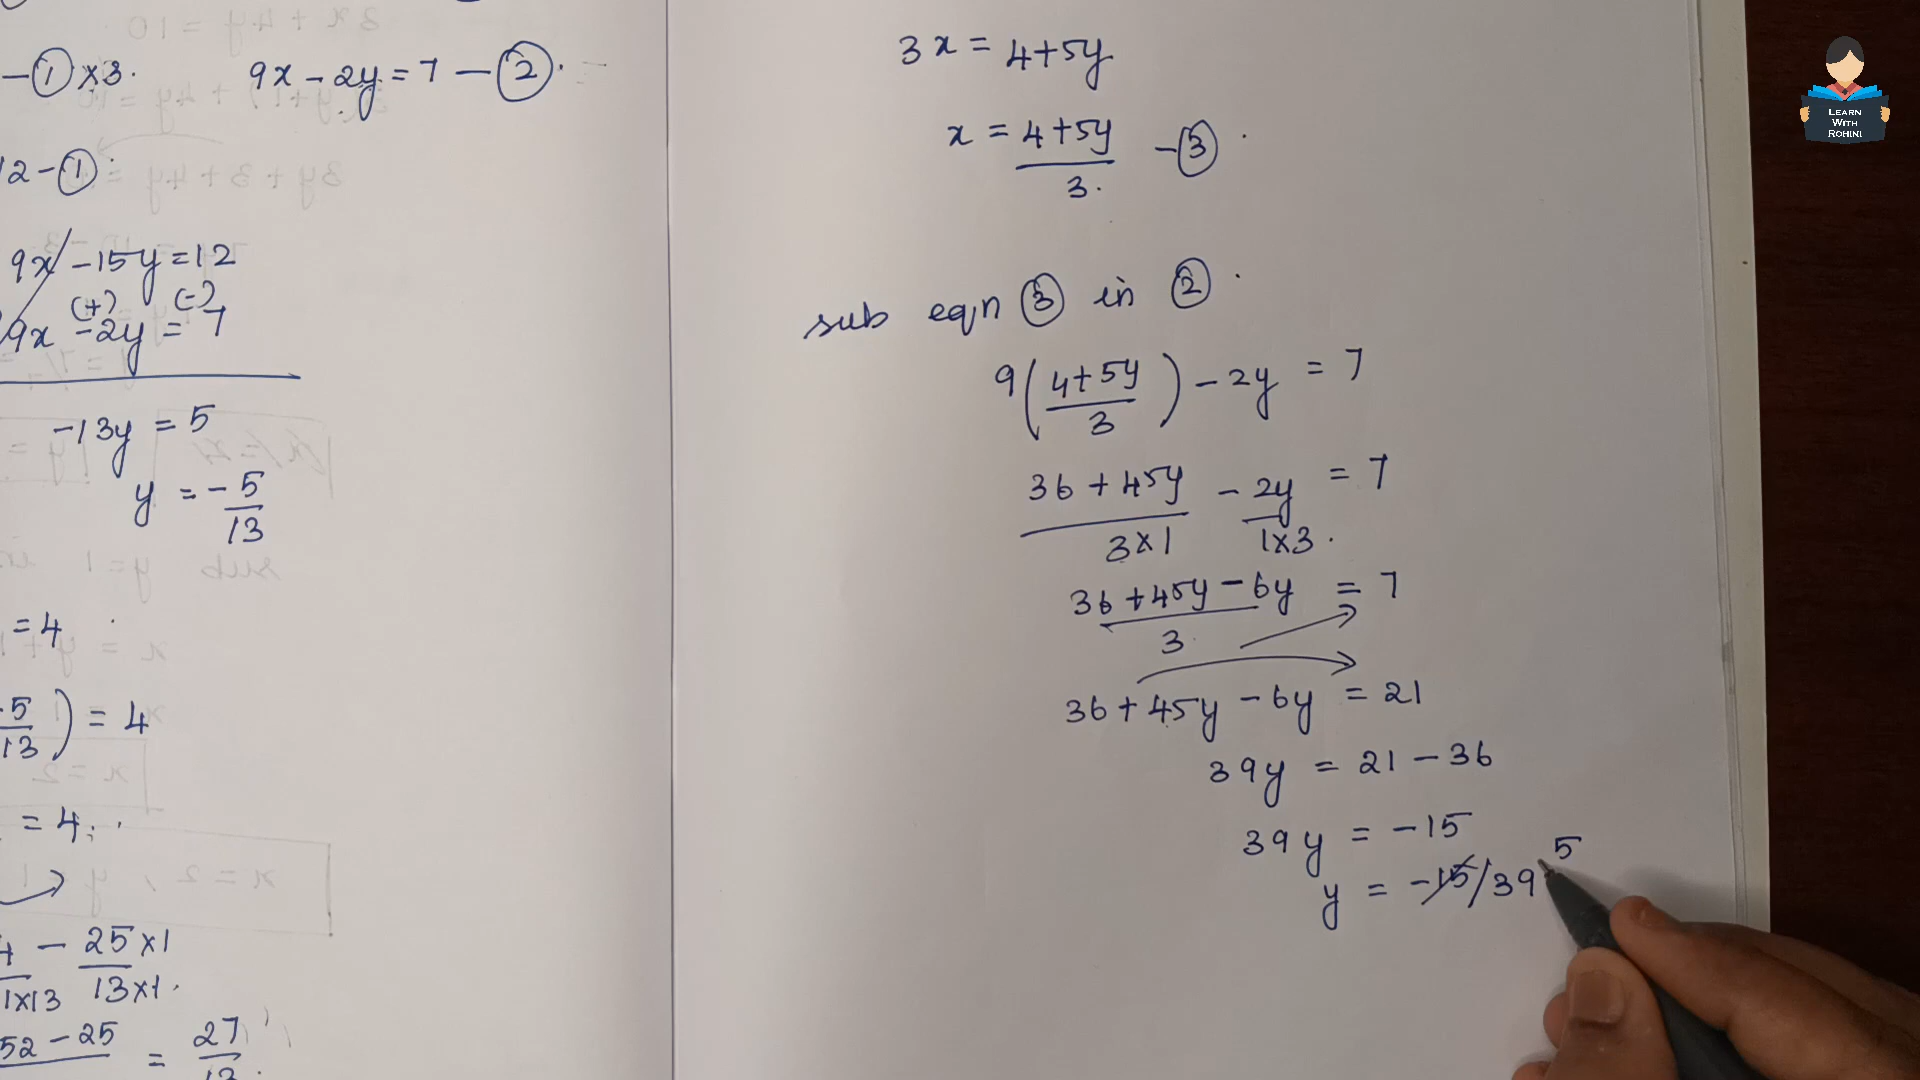 - ① ×3. 9x - 2y = 7 - ②.
12 - ①
9x - 15y = 12
(+) (-)
9x - 2y = 7
-13y = 5
y = -5/13
= 4
5/13) = 4
= 4
4/1×13 - 25×1/13×1.
52 - 25/ = 27/13.
3x = 4+5y
x = 4+5y/3. - ③.
sub eqn ③ in ②.
9(4+5y/3) - 2y = 7
36 + 45y/3×1 - 2y/1×3. = 7
36 + 45y - 6y/3 = 7
36 + 45y - 6y = 21
39y = 21 - 36
39y = -15
5
y = -15/39
LEARN
WITH
ROHINI